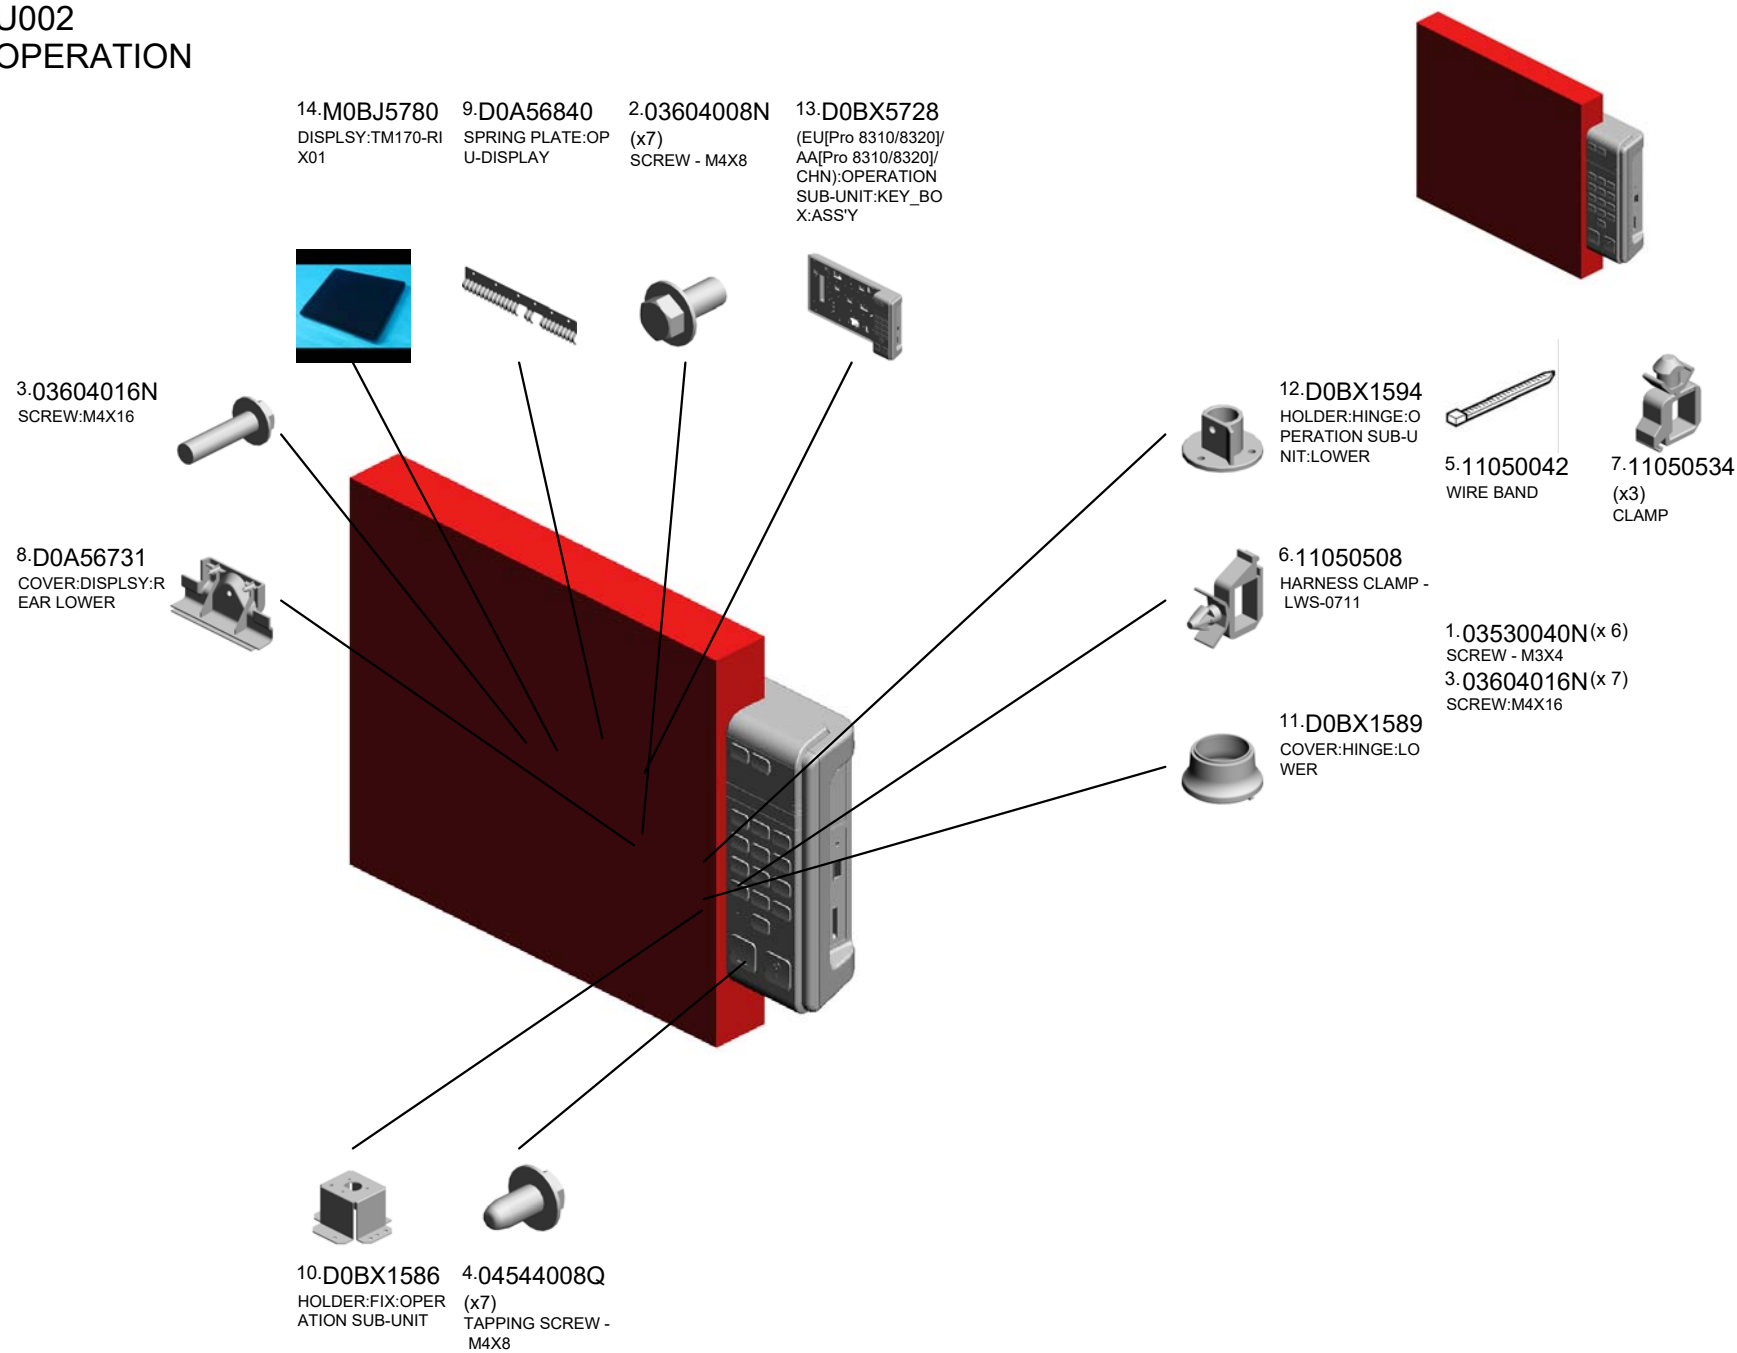 U002
OPERATION
14.M0BJ5780
DISPLSY:TM170-RI
X01
9.D0A56840
SPRING PLATE:OP
U-DISPLAY
2.03604008N
(x7)
SCREW - M4X8
13.D0BX5728
(EU[Pro 8310/8320]/
AA[Pro 8310/8320]/
CHN):OPERATION
SUB-UNIT:KEY_BO
X:ASS'Y
3.03604016N
SCREW:M4X16
8.D0A56731
COVER:DISPLSY:R
EAR LOWER
12.D0BX1594
HOLDER:HINGE:O
PERATION SUB-U
NIT:LOWER
5.11050042
WIRE BAND
7.11050534
(x3)
CLAMP
6.11050508
HARNESS CLAMP -
LWS-0711
1.03530040N(x 6)
SCREW - M3X4
3.03604016N(x 7)
SCREW:M4X16
11.D0BX1589
COVER:HINGE:LO
WER
10.D0BX1586
HOLDER:FIX:OPER
ATION SUB-UNIT
4.04544008Q
(x7)
TAPPING SCREW -
M4X8